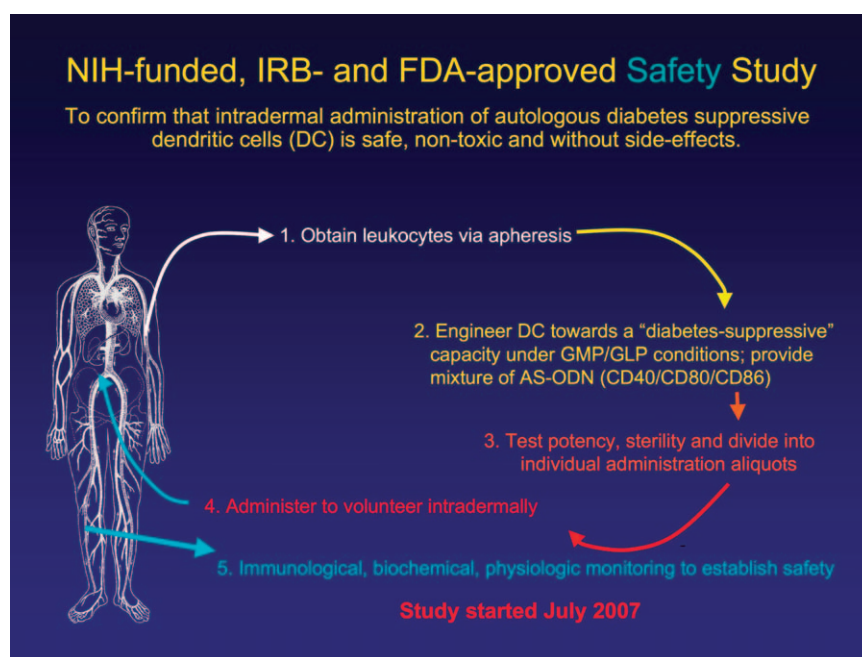 NIH-funded, IRB- and FDA-approved Safety Study
To confirm that intradermal administration of autologous diabetes suppressive
dendritic cells (DC) is safe, non-toxic and without side-effects.
1. Obtain leukocytes via apheresis
2. Engineer DC towards a “diabetes-suppressive”
capacity under GMP/GLP conditions; provide
mixture of AS-ODN (CD40/CD80/CD86)
3. Test potency, sterility and divide into
individual administration aliquots
4. Administer to volunteer intradermally
5. Immunological, biochemical, physiologic monitoring to establish safety
Study started July 2007